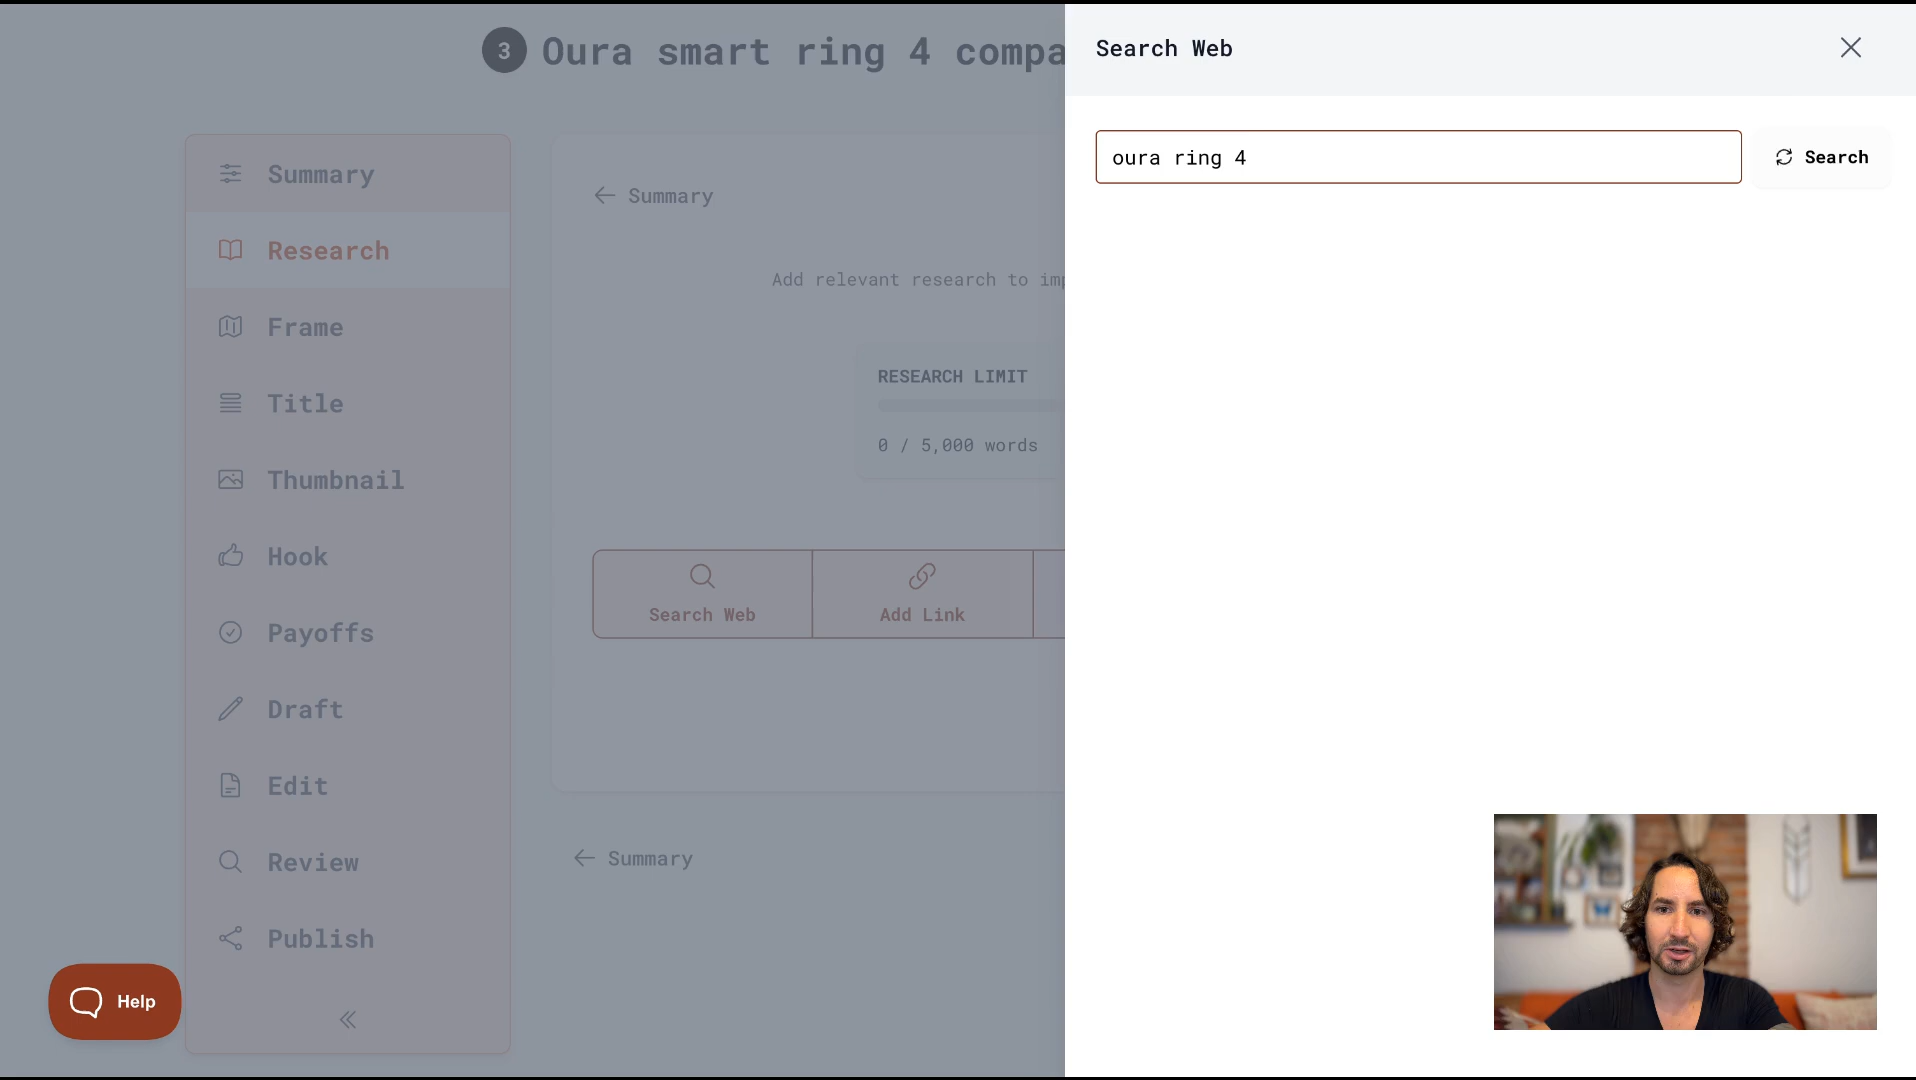 3 Oura smart ring 4 compa
Search Web
oura ring 4
Search
Summary
Research
Frame
Title
Thumbnail
Hook
Payoffs
Draft
Edit
Review
Publish
Summary
Add relevant research to imp
RESEARCH LIMIT
0 / 5,000 words
Search Web
Add Link
Summary
Help